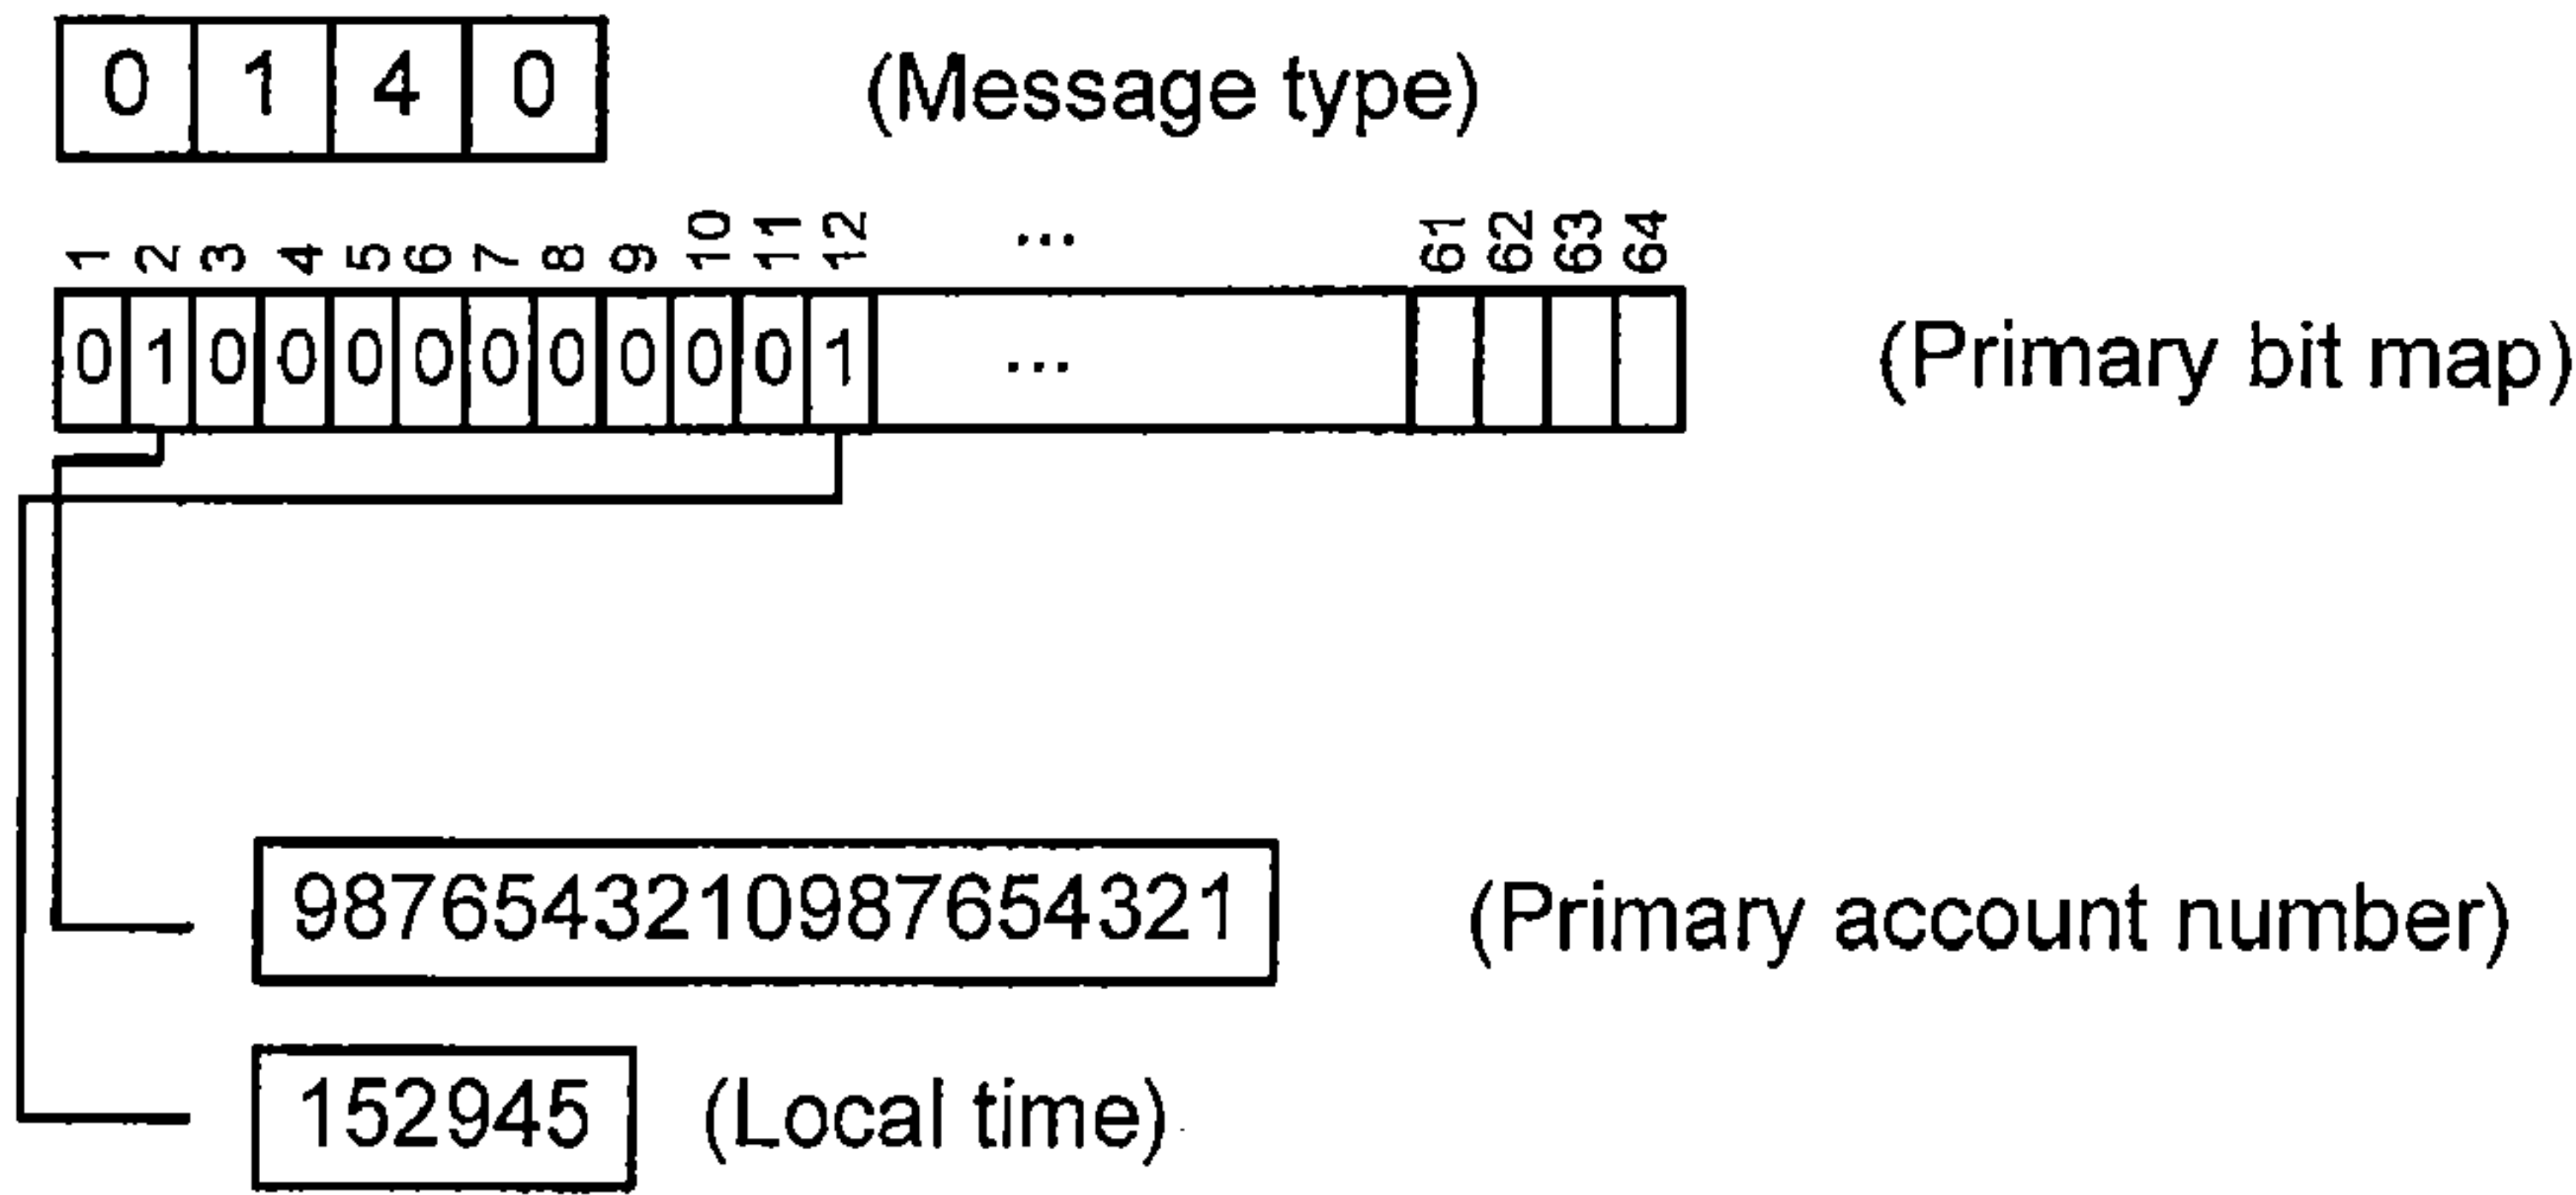 0 1 4 0 (Message type)
1 2 3 4 5 6 7 8 9 10 11 12 ... 61 62 63 64
0 1 0 0 0 0 0 0 0 0 0 1 ... (Primary bit map)
9876543210987654321 (Primary account number)
152945 (Local time)